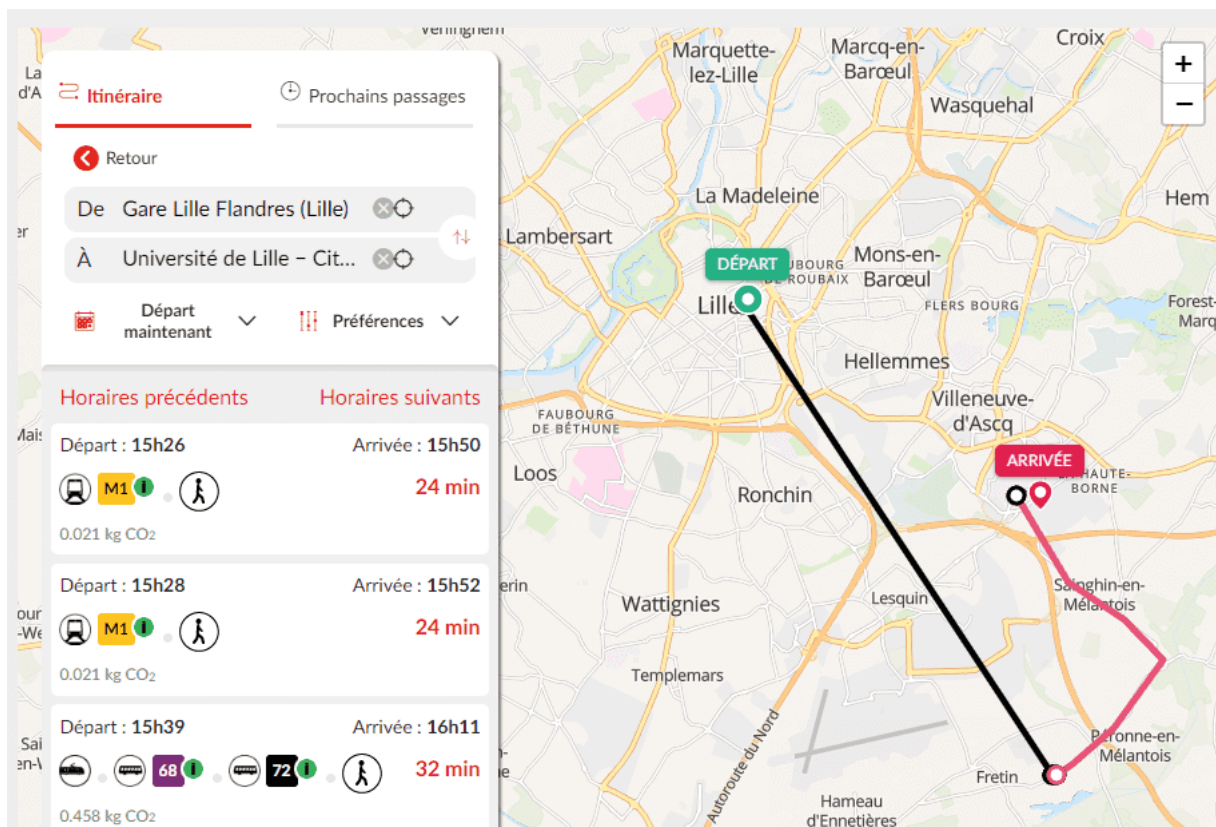 Itinéraire
Prochains passages
Retour
De Gare Lille Flandres (Lille)
À Université de Lille – Cit...
Départ maintenant
Préférences
Horaires précédents
Horaires suivants
Départ : 15h26
Arrivée : 15h50
M1
24 min
0.021 kg CO2
Départ : 15h28
Arrivée : 15h52
M1
24 min
0.021 kg CO2
Départ : 15h39
Arrivée : 16h11
68
72
32 min
0.458 kg CO2
Marquette-
lez-Lille
Marcq-en-
Barœul
Croix
+
−
Wasquehal
La Madeleine
Hem
Lambersart
DÉPART
Mons-en-
Barœul
DE ROUBAIX
Lille
FLERS BOURG
Forest-
Marq
Hellemmes
Villeneuve-
d'Ascq
FAUBOURG
DE BÉTHUNE
ARRIVÉE
HAUTE-
BORNE
Loos
Ronchin
Sainghin-en-
Mélantois
Lesquin
Wattignies
Templemars
Autoroute du Nord
Péronne-en-
Mélantois
Fretin
Hameau
d'Ennetières